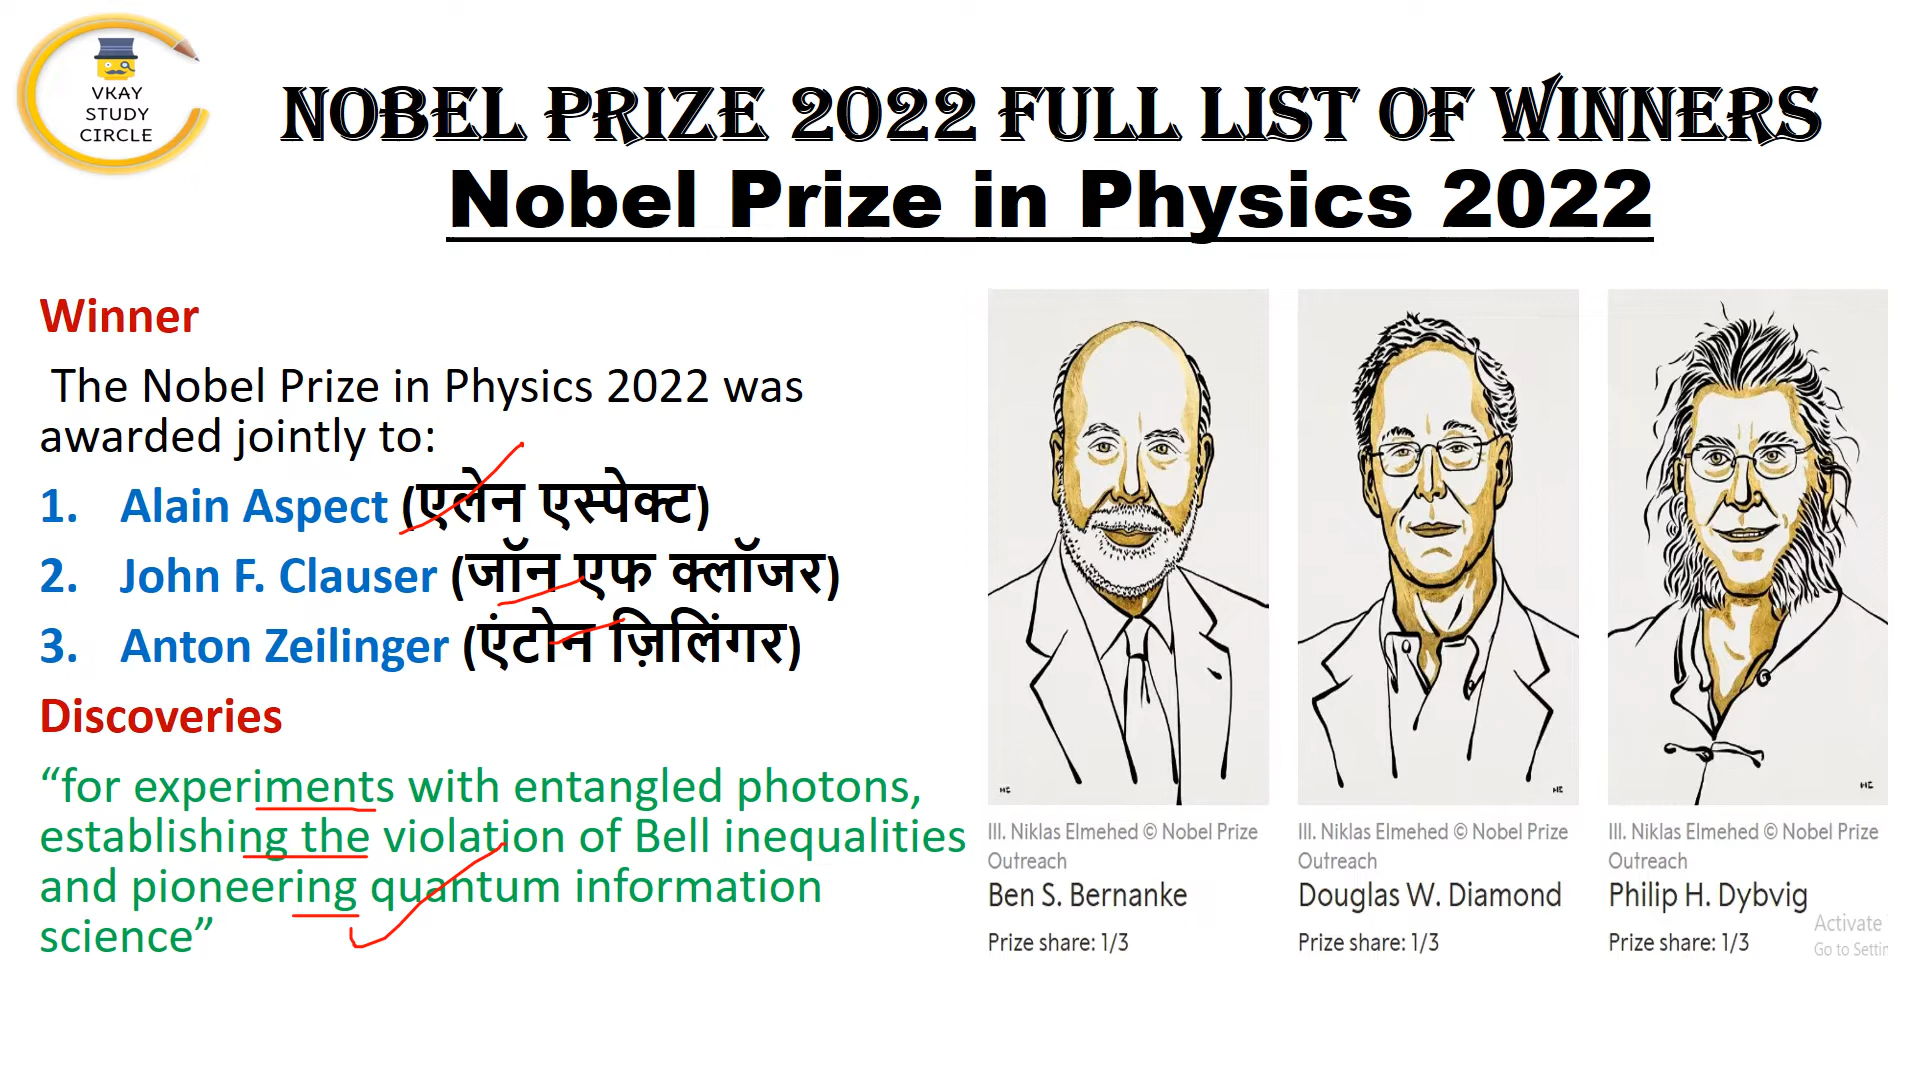 VKAY
STUDY
CIRCLE
NOBEL PRIZE 2022 FULL LIST OF WINNERS
Nobel Prize in Physics 2022
Winner
The Nobel Prize in Physics 2022 was
awarded jointly to:
1. Alain Aspect (एलेन एस्पेक्ट)
2. John F. Clauser (जॉन एफ क्लॉजर)
3. Anton Zeilinger (एंटोन ज़िलिंगर)
Discoveries
“for experiments with entangled photons,
establishing the violation of Bell inequalities
and pioneering quantum information
science”
Ill. Niklas Elmehed © Nobel Prize
Outreach
Ben S. Bernanke
Prize share: 1/3
Ill. Niklas Elmehed © Nobel Prize
Outreach
Douglas W. Diamond
Prize share: 1/3
Ill. Niklas Elmehed © Nobel Prize
Outreach
Philip H. Dybvig
Prize share: 1/3
Activate
Go to Settin